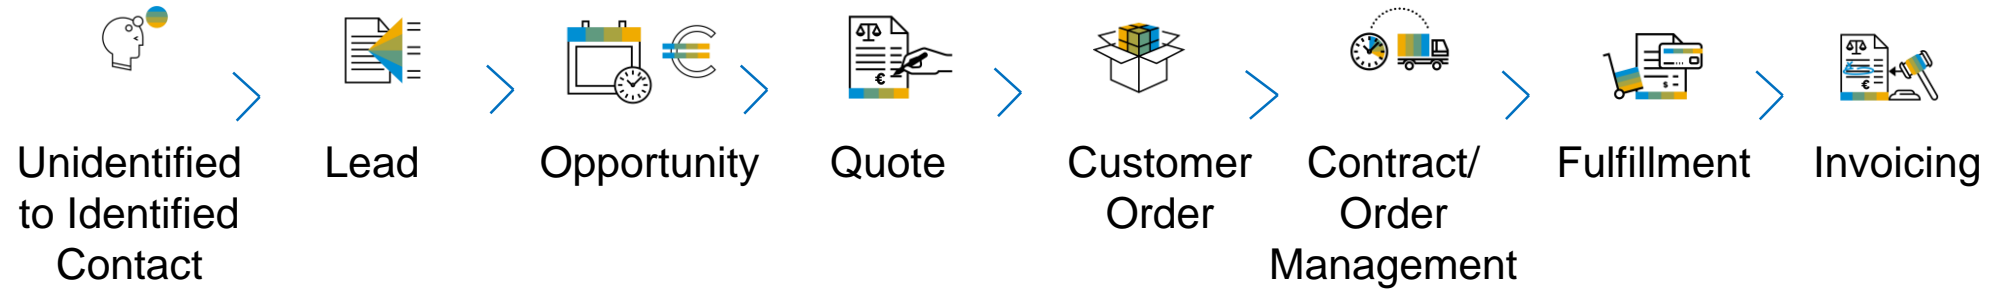 Unidentified
to Identified
Contact
Lead
Opportunity
Quote
Customer
Order
Contract/
Order
Management
Fulfillment
Invoicing
€
€
$
€